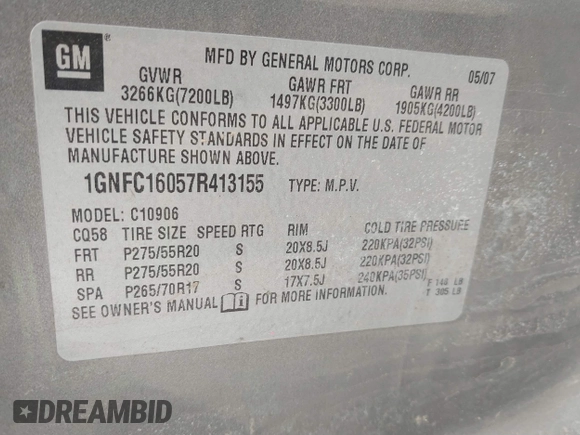 GM
MFD BY GENERAL MOTORS CORP. 05/07
GVWR GAWR FRT GAWR RR
3266KG(7200LB) 1497KG(3300LB) 1905KG(4200LB)
THIS VEHICLE CONFORMS TO ALL APPLICABLE U.S. FEDERAL MOTOR
VEHICLE SAFETY STANDARDS IN EFFECT ON THE DATE OF
MANUFACTURE SHOWN ABOVE.
1GNFC16057R413155 TYPE: M.P.V.
MODEL: C10906
CQ58 TIRE SIZE SPEED RTG RIM COLD TIRE PRESSURE
FRT P275/55R20 S 20X8.5J 220KPA(32PSI)
RR P275/55R20 S 20X8.5J 220KPA(32PSI)
SPA P265/70R17 S 17X7.5J 240KPA(35PSI)
SEE OWNER'S MANUAL FOR MORE INFORMATION. F 146 LB
T 305 LB
DREAMBID